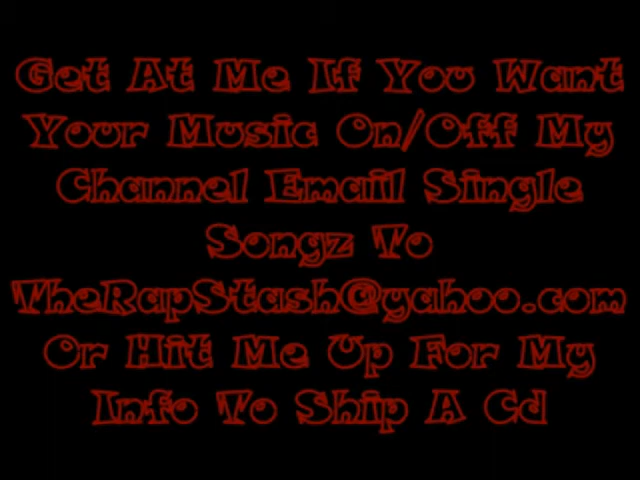 Get At Me If You Want
Your Music On/Off My
Channel Email Single
Songz To
TheRapStash@yahoo.com
Or Hit Me Up For My
Info To Ship A Cd